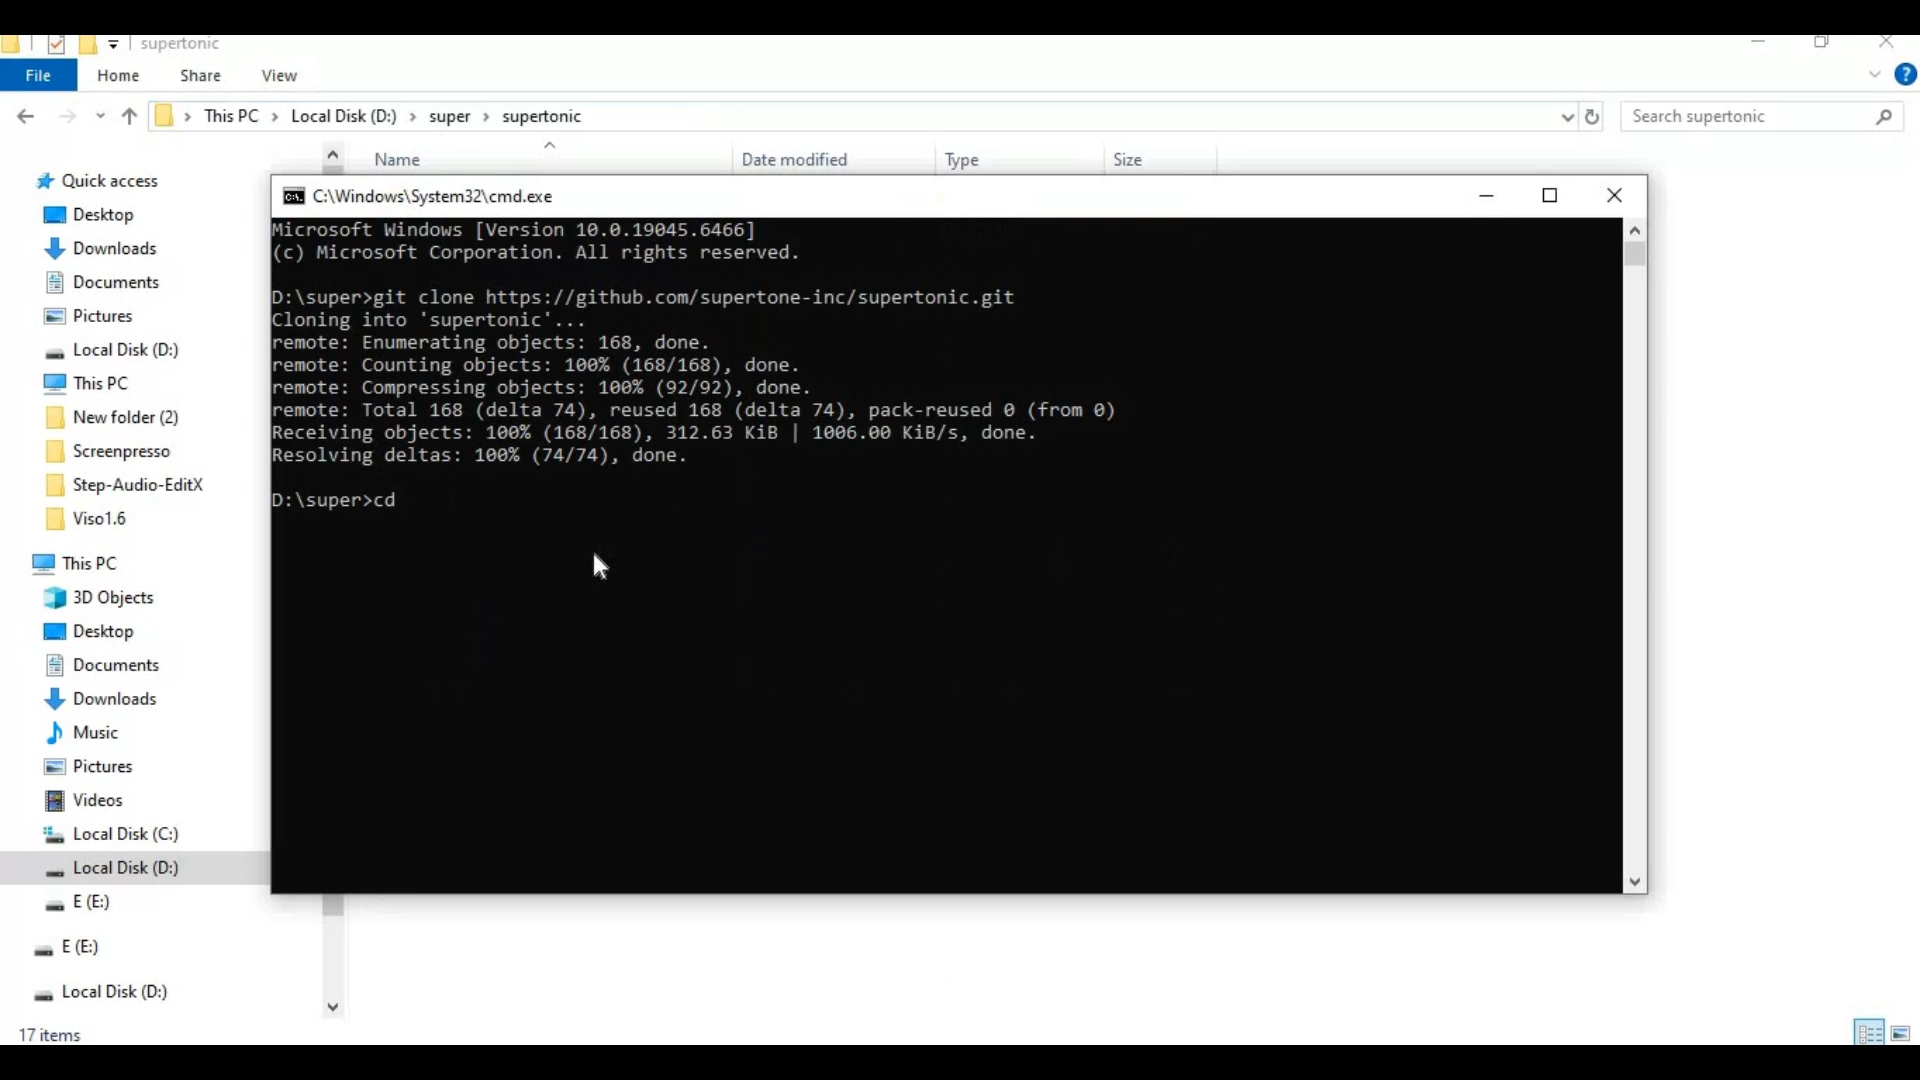 supertonic
File Home Share View
This PC Local Disk (D:) super supertonic Search supertonic
Name Date modified Type Size
Quick access
Desktop
Downloads
Documents
Pictures
Local Disk (D:)
This PC
New folder (2)
Screenpresso
Step-Audio-EditX
Viso1.6
This PC
3D Objects
Desktop
Documents
Downloads
Music
Pictures
Videos
Local Disk (C:)
Local Disk (D:)
E (E:)
E (E:)
Local Disk (D:)
17 items
C:\Windows\System32\cmd.exe
Microsoft Windows [Version 10.0.19045.6466]
(c) Microsoft Corporation. All rights reserved.
D:\super>git clone https://github.com/supertone-inc/supertonic.git
Cloning into 'supertonic'...
remote: Enumerating objects: 168, done.
remote: Counting objects: 100% (168/168), done.
remote: Compressing objects: 100% (92/92), done.
remote: Total 168 (delta 74), reused 168 (delta 74), pack-reused 0 (from 0)
Receiving objects: 100% (168/168), 312.63 KiB | 1006.00 KiB/s, done.
Resolving deltas: 100% (74/74), done.
D:\super>cd